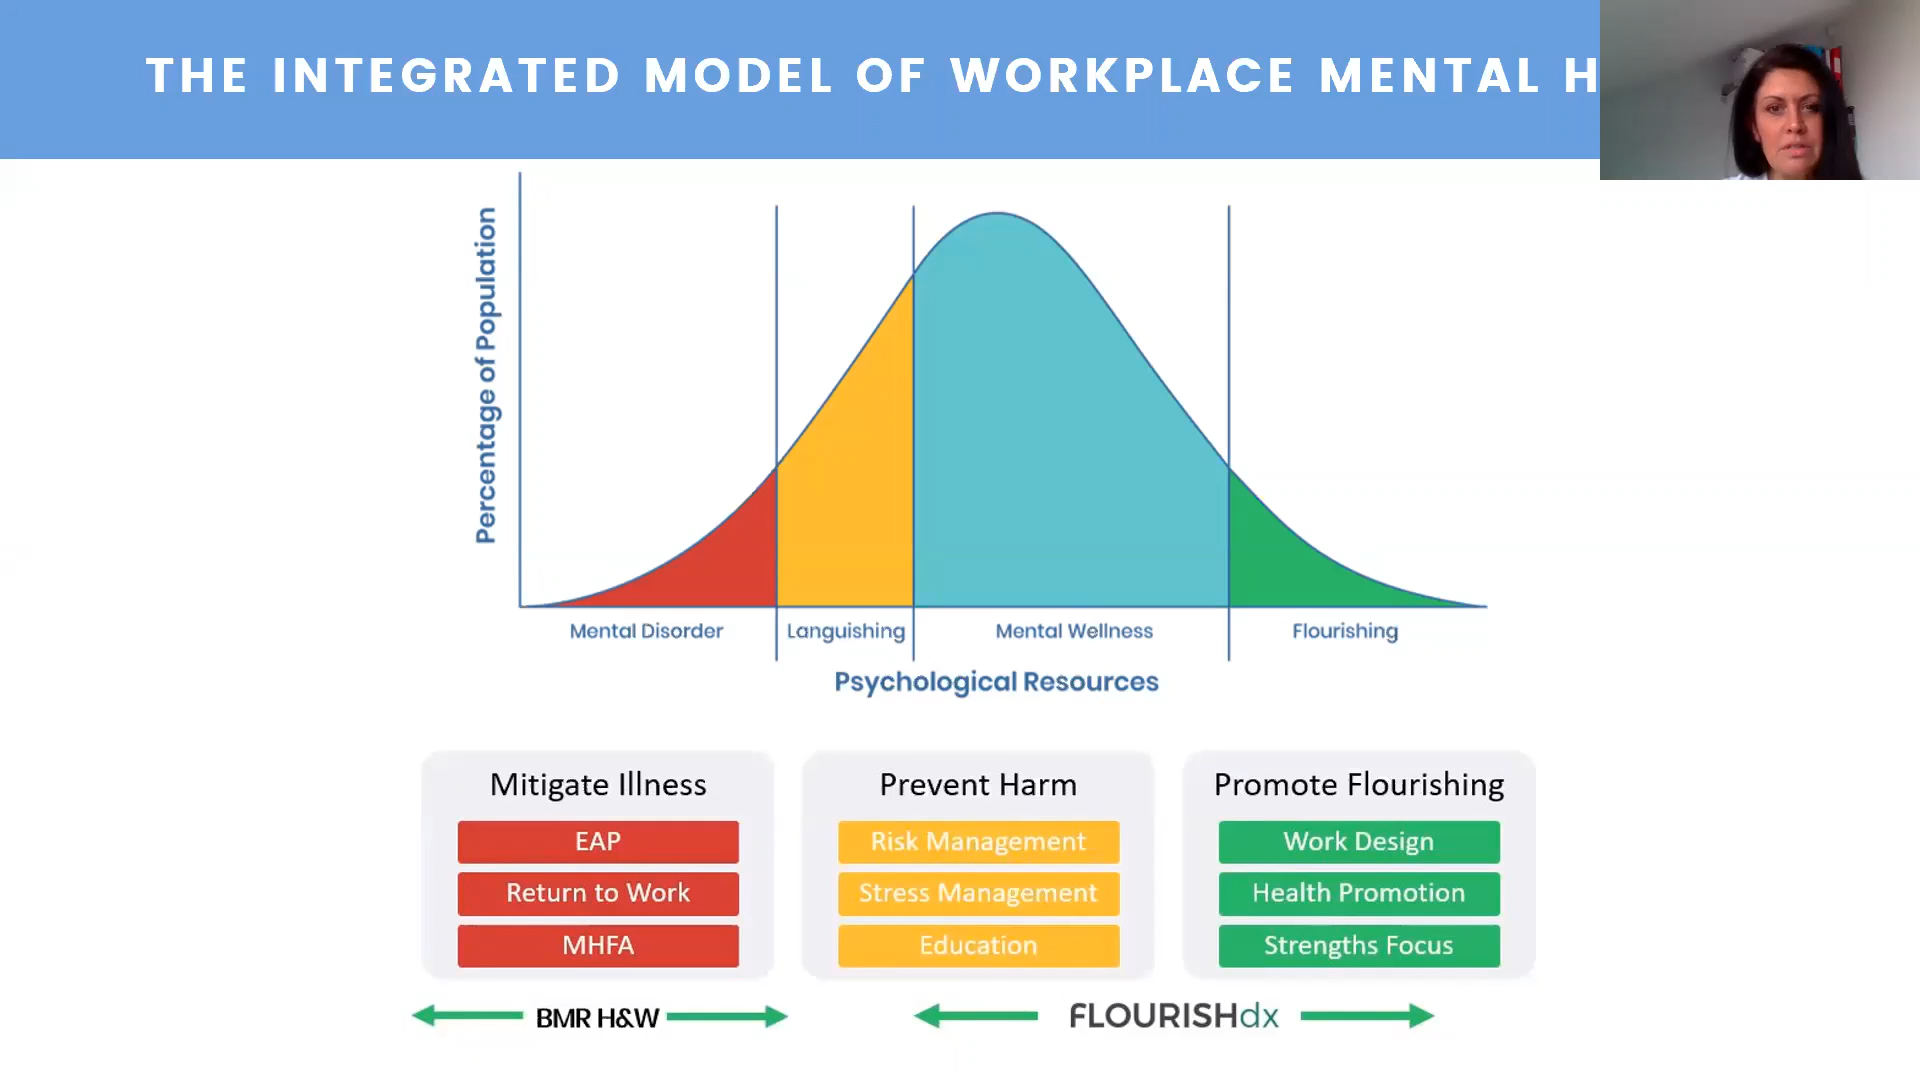 THE INTEGRATED MODEL OF WORKPLACE MENTAL H
Percentage of Population
Mental Disorder
Languishing
Mental Wellness
Flourishing
Psychological Resources
Mitigate Illness
EAP
Return to Work
MHFA
Prevent Harm
Risk Management
Stress Management
Education
Promote Flourishing
Work Design
Health Promotion
Strengths Focus
BMR H&W
FLOURISHdx